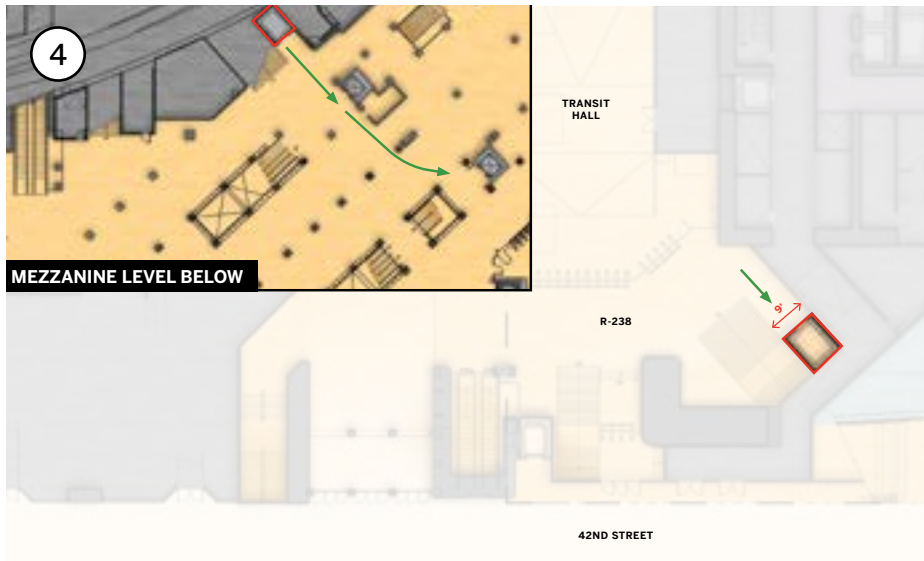 4
MEZZANINE LEVEL BELOW
TRANSIT
HALL
R-238
9'
42ND STREET